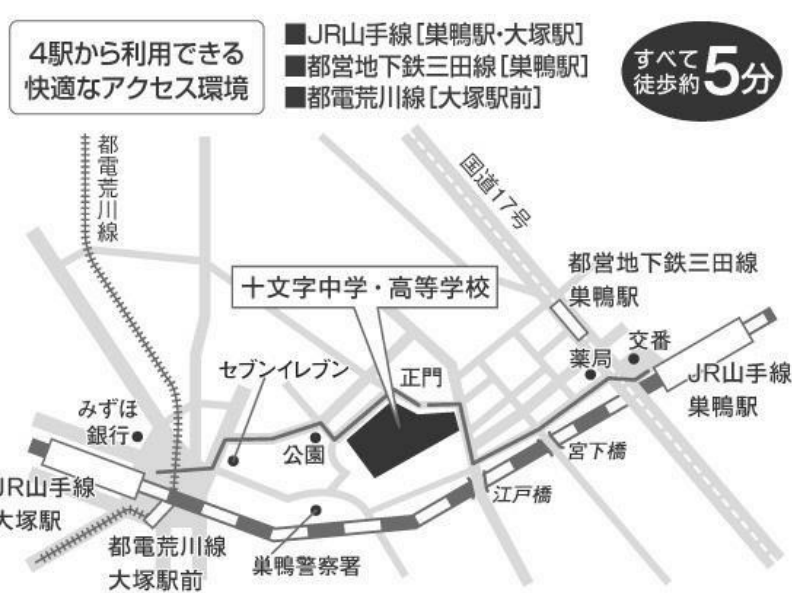 4駅から利用できる
快適なアクセス環境
■JR山手線[巣鴨駅・大塚駅]
■都営地下鉄三田線[巣鴨駅]
■都電荒川線[大塚駅前]
すべて
徒歩約5分
都電荒川線
国道17号
都営地下鉄三田線
巣鴨駅
十文字中学・高等学校
交番
薬局
JR山手線
巣鴨駅
セブンイレブン
正門
みずほ
銀行
公園
宮下橋
JR山手線
大塚駅
江戸橋
都電荒川線
大塚駅前
巣鴨警察署